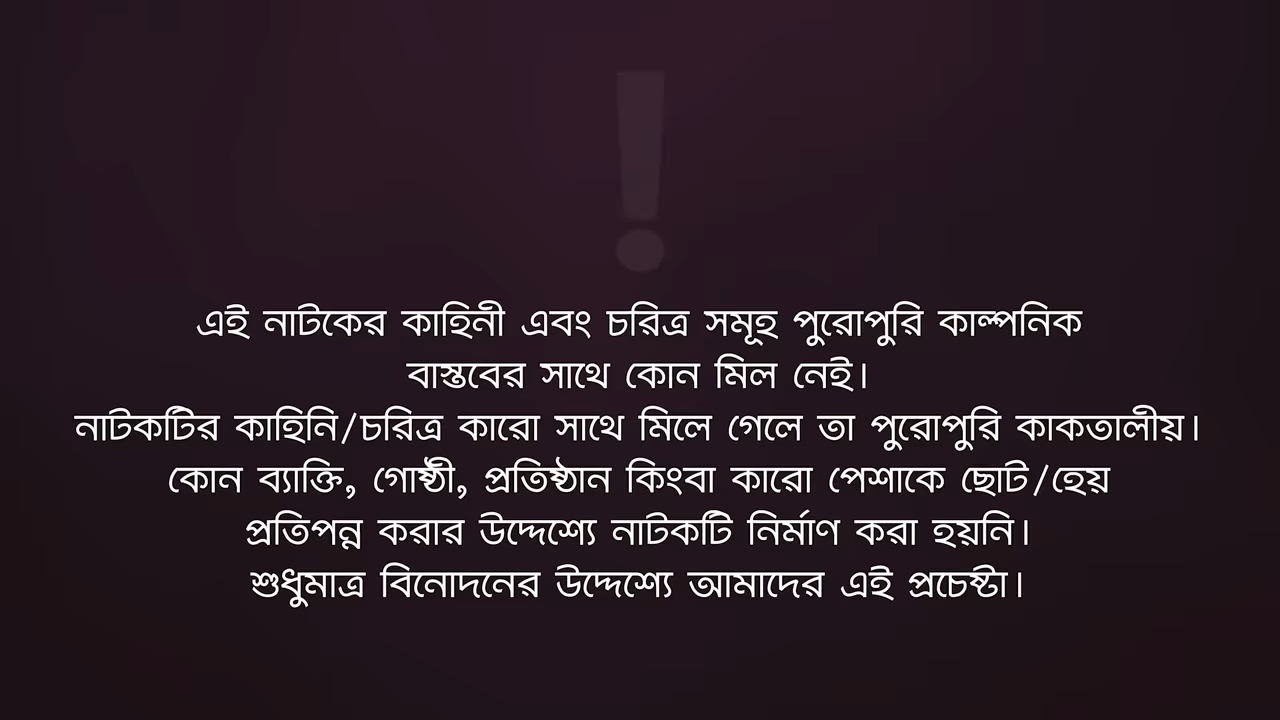 এই নাটকের কাহিনী এবং চরিত্র সমূহ পুরোপুরি কাল্পনিক
বাস্তবের সাথে কোন মিল নেই।
নাটকটির কাহিনি/চরিত্র কারো সাথে মিলে গেলে তা পুরোপুরি কাকতালীয়।
কোন ব্যাক্তি, গোষ্ঠী, প্রতিষ্ঠান কিংবা কারো পেশাকে ছোট/হেয়
প্রতিপন্ন করার উদ্দেশ্যে নাটকটি নির্মাণ করা হয়নি।
শুধুমাত্র বিনোদনের উদ্দেশ্যে আমাদের এই প্রচেষ্টা।